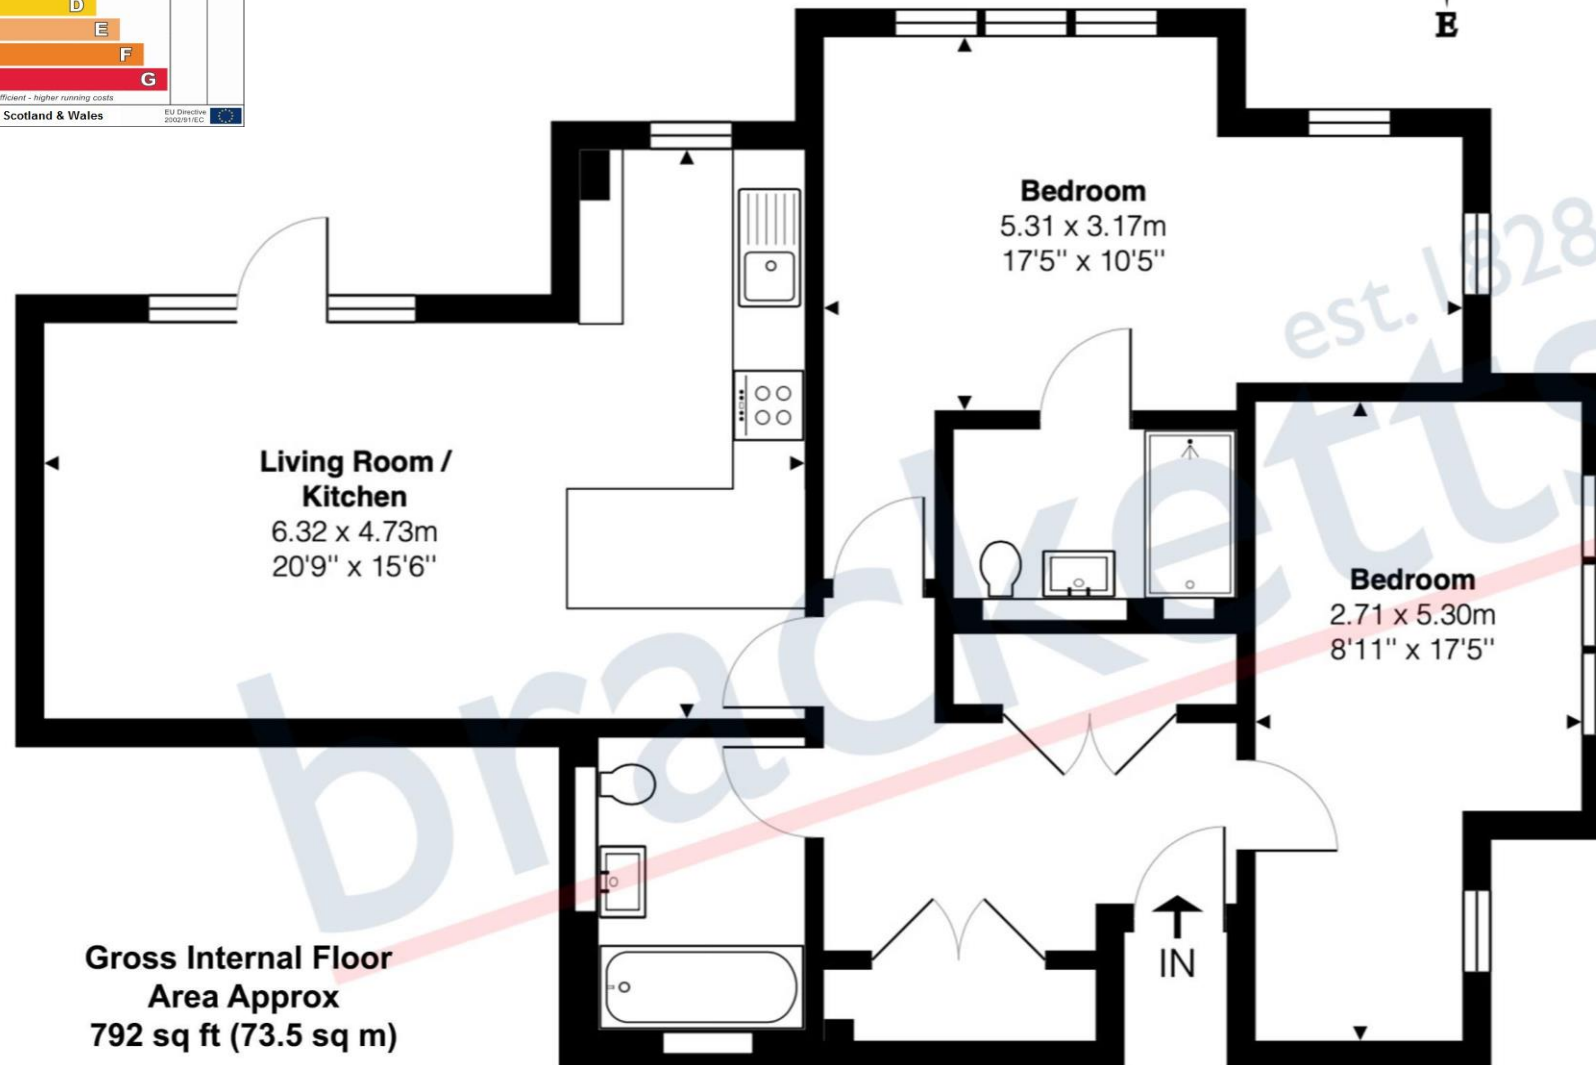 D
E
F
G
fficient - higher running costs
Scotland & Wales
EU Directive
2002/91/EC
E
Bedroom
5.31 x 3.17m
17'5" x 10'5"
est. 1828
Living Room /
Kitchen
6.32 x 4.73m
20'9" x 15'6"
Bedroom
2.71 x 5.30m
8'11" x 17'5"
bracketts
IN
Gross Internal Floor
Area Approx
792 sq ft (73.5 sq m)